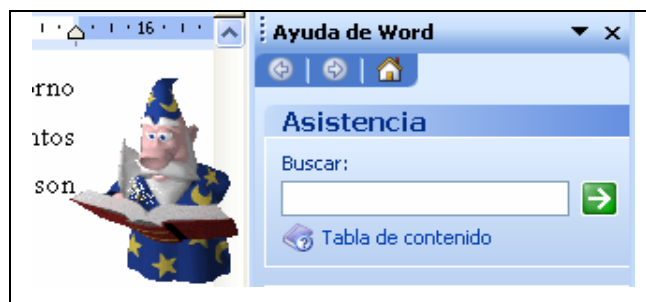 16
Ayuda de Word
rno
Asistencia
ntos
Buscar:
son
Tabla de contenido